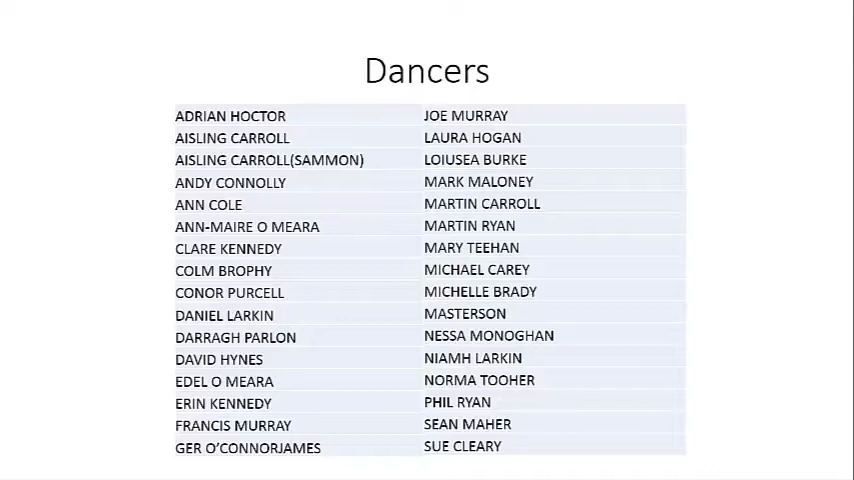 Dancers
ADRIAN HOCTOR JOE MURRAY
AISLING CARROLL LAURA HOGAN
AISLING CARROLL(SAMMON) LOIUSEA BURKE
ANDY CONNOLLY MARK MALONEY
ANN COLE MARTIN CARROLL
ANN-MAIRE O MEARA MARTIN RYAN
CLARE KENNEDY MARY TEEHAN
COLM BROPHY MICHAEL CAREY
CONOR PURCELL MICHELLE BRADY
DANIEL LARKIN MASTERSON
DARRAGH PARLON NESSA MONOGHAN
DAVID HYNES NIAMH LARKIN
EDEL O MEARA NORMA TOOHER
ERIN KENNEDY PHIL RYAN
FRANCIS MURRAY SEAN MAHER
GER O’CONNORJAMES SUE CLEARY